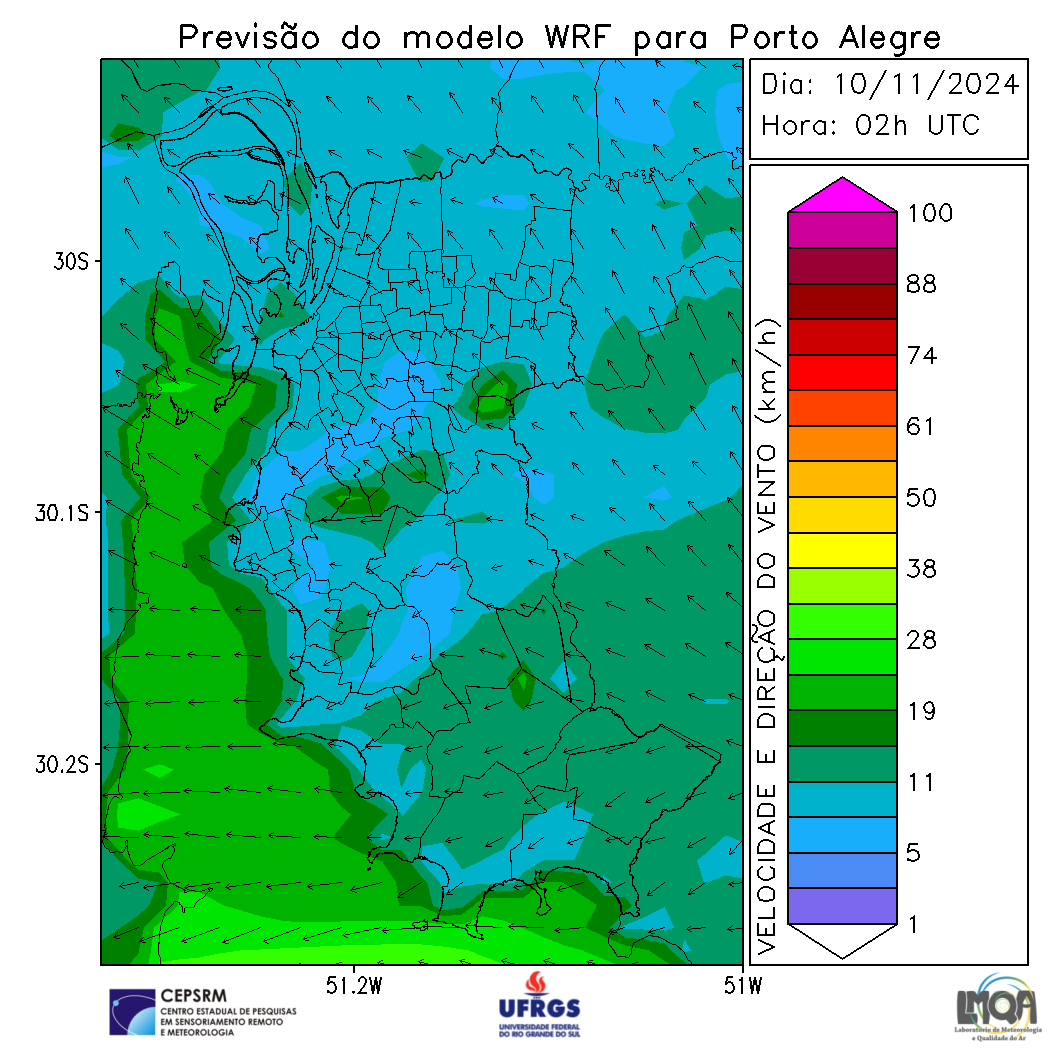 Previsão do modelo WRF para Porto Alegre
Dia: 10/11/2024
Hora: 02h UTC
30S
30.1S
30.2S
51.2W
51W
VELOCIDADE E DIREÇÃO DO VENTO (km/h)
100
88
74
61
50
38
28
19
11
5
1
CEPSRM
CENTRO ESTADUAL DE PESQUISAS
EM SENSORIAMENTO REMOTO
E METEOROLOGIA
UFRGS
UNIVERSIDADE FEDERAL
DO RIO GRANDE DO SUL
LMQA
Laboratório de Meteorologia
e Qualidade do Ar